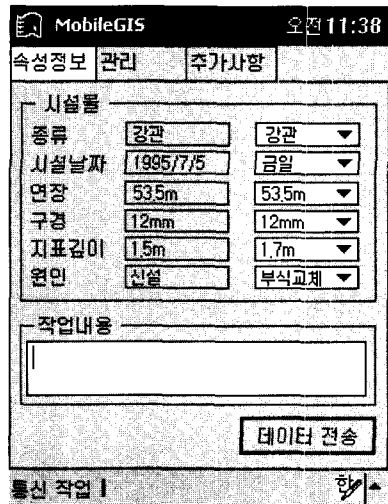 MobileGIS 오전 11:38
속성정보 관리 추가사항
시설물
종류 강관 강관
시설날짜 1995/7/5 금일
연장 53.5m 53.5m
구경 12mm 12mm
지표깊이 1.5m 1.7m
원인 신설 부식교체
작업내용
데이터 전송
통신 작업